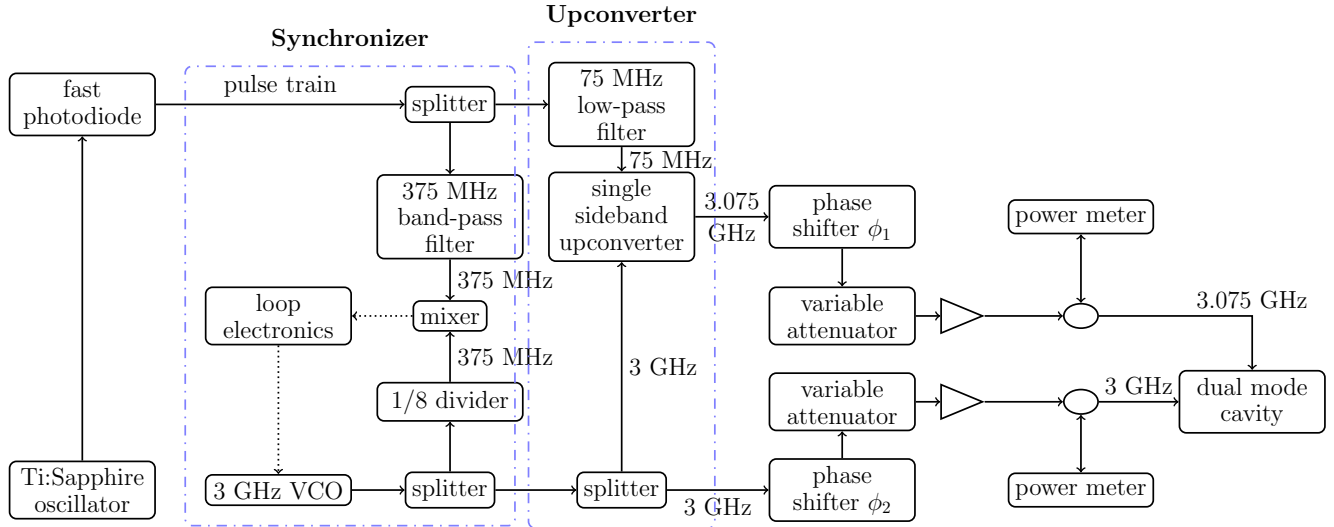 Upconverter
Synchronizer
fast
photodiode
pulse train
splitter
75 MHz
low-pass
filter
75 MHz
375 MHz
band-pass
filter
single
sideband
upconverter
3.075
GHz
phase
shifter ϕ₁
power meter
375 MHz
loop
electronics
mixer
variable
attenuator
3.075 GHz
375 MHz
3 GHz
1/8 divider
variable
attenuator
3 GHz
dual mode
cavity
Ti:Sapphire
oscillator
3 GHz VCO
splitter
splitter
3 GHz
phase
shifter ϕ₂
power meter